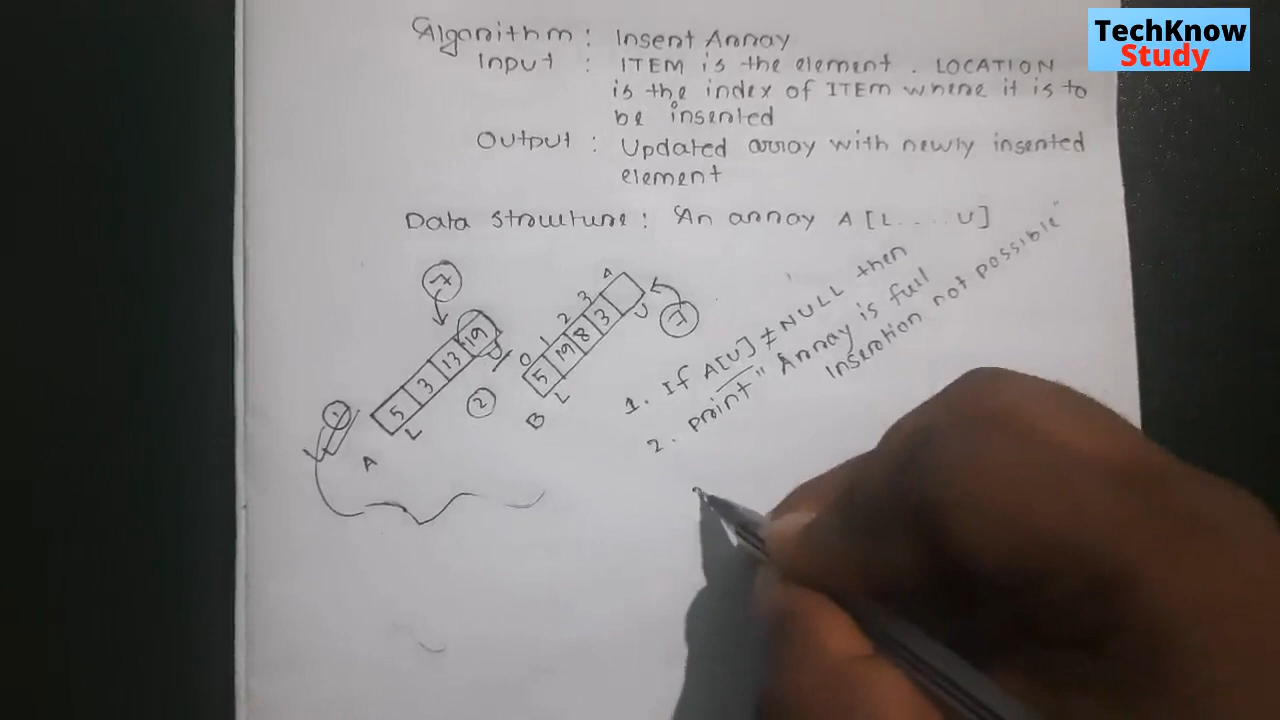 TechKnow
Study
Algorithm : Insert Array
Input : ITEM is the element . LOCATION
is the index of ITEM where it is to
be inserted
Output : Updated array with newly inserted
element
Data Structure : An array A [L .... U]
7
5 3 13 19
L U
A
1
2
0 1 2 3 4
5 19 8 3
L U
B
7
1. If A[U] ≠ NULL then
2. print " Array is full
Insertion not possible"